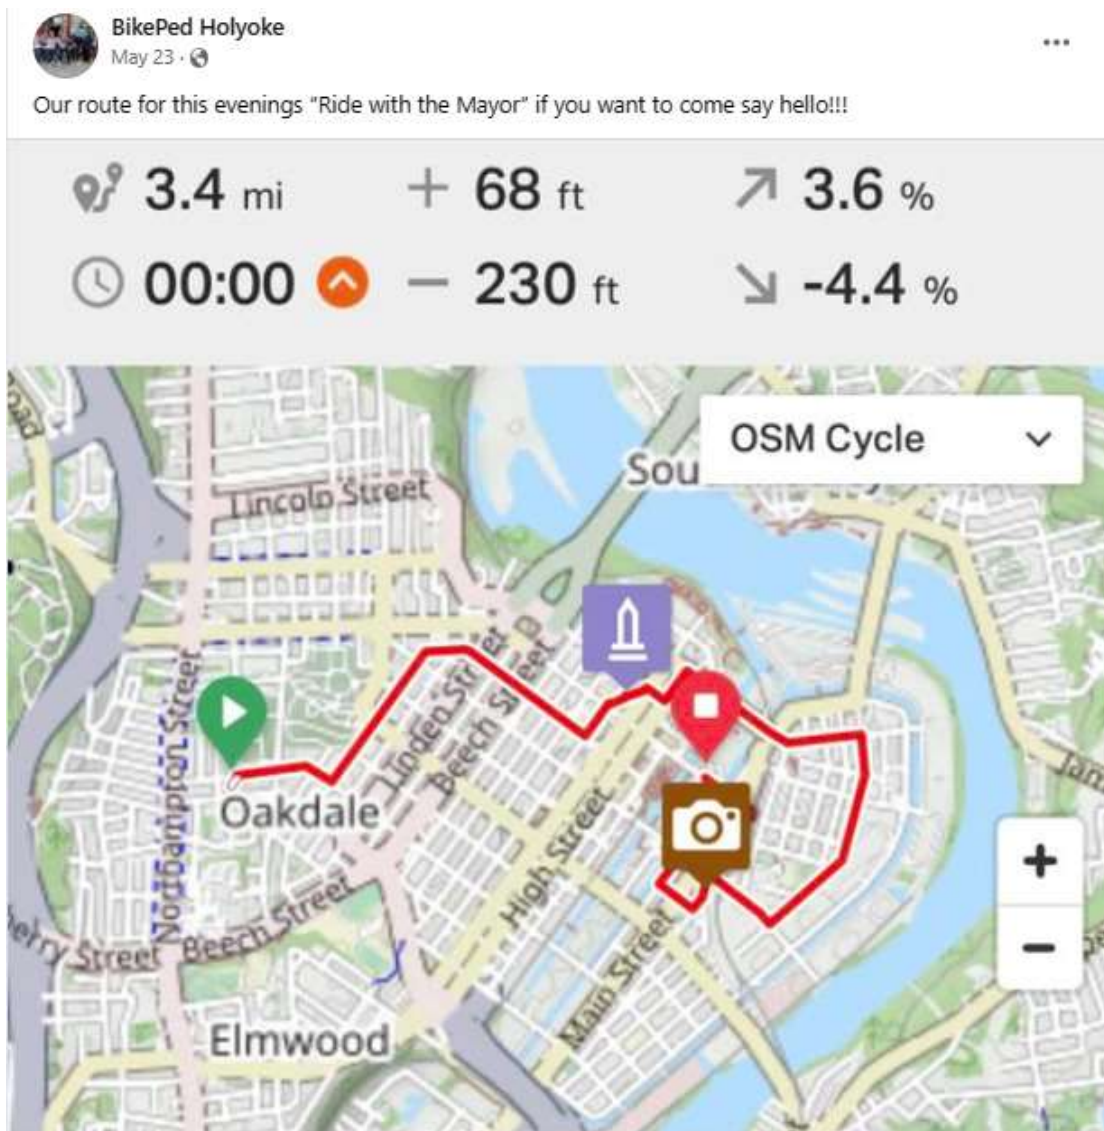 BikePed Holyoke
May 23
Our route for this evenings “Ride with the Mayor” if you want to come say hello!!!
3.4 mi
+ 68 ft
3.6 %
00:00
− 230 ft
-4.4 %
OSM Cycle
Sou
Lincoln Street
Linden Street
Beech Street
Northampton Street
Oakdale
High Street
Beech Street
Street
Main Street
Elmwood
+
−